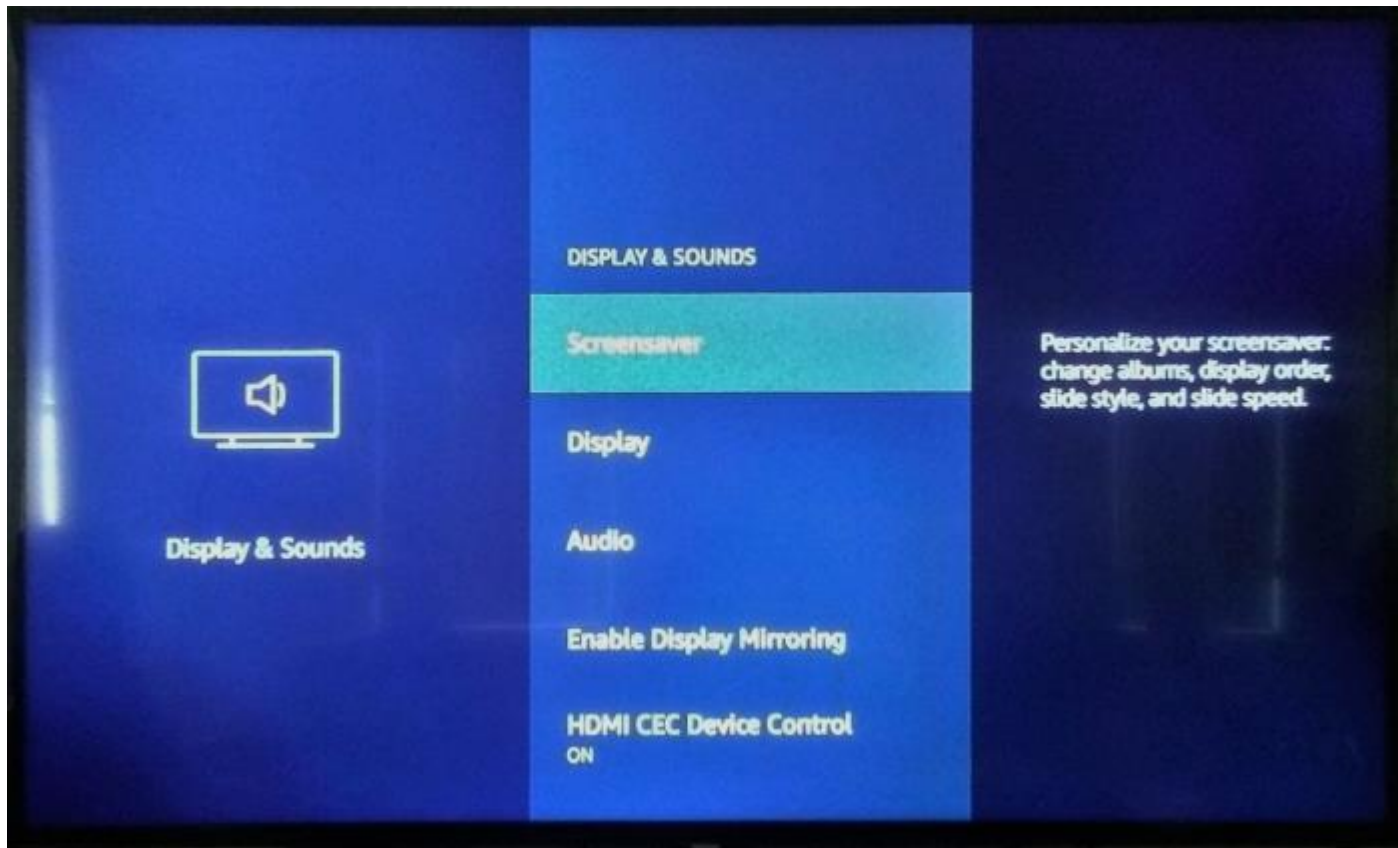 Display & Sounds
DISPLAY & SOUNDS
Screensaver
Display
Audio
Enable Display Mirroring
HDMI CEC Device Control
ON
Personalize your screensaver:
change albums, display order,
slide style, and slide speed.